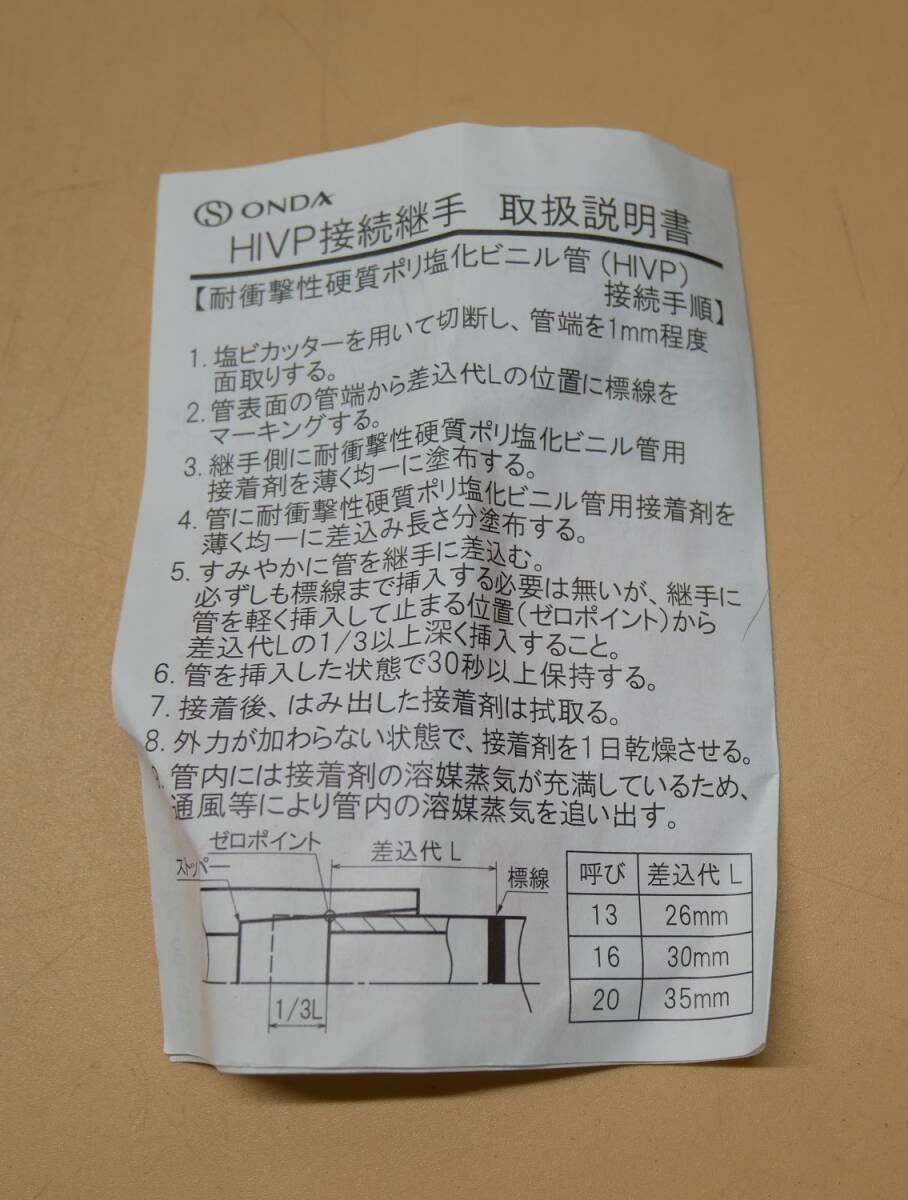 S ONDA
HIVP接続継手 取扱説明書
【耐衝撃性硬質ポリ塩化ビニル管(HIVP)
接続手順】
1. 塩ビカッターを用いて切断し、管端を1mm程度
面取りする。
2. 管表面の管端から差込代Lの位置に標線を
マーキングする。
3. 継手側に耐衝撃性硬質ポリ塩化ビニル管用
接着剤を薄く均一に塗布する。
4. 管に耐衝撃性硬質ポリ塩化ビニル管用接着剤を
薄く均一に差込み長さ分塗布する。
5. すみやかに管を継手に差込む。
必ずしも標線まで挿入する必要は無いが、継手に
管を軽く挿入して止まる位置(ゼロポイント)から
差込代Lの1/3以上深く挿入すること。
6. 管を挿入した状態で30秒以上保持する。
7. 接着後、はみ出した接着剤は拭取る。
8. 外力が加わらない状態で、接着剤を1日乾燥させる。
管内には接着剤の溶媒蒸気が充満しているため、
通風等により管内の溶媒蒸気を追い出す。
ゼロポイント
ストッパー
差込代 L
標線
1/3L
呼び 差込代 L
13 26mm
16 30mm
20 35mm